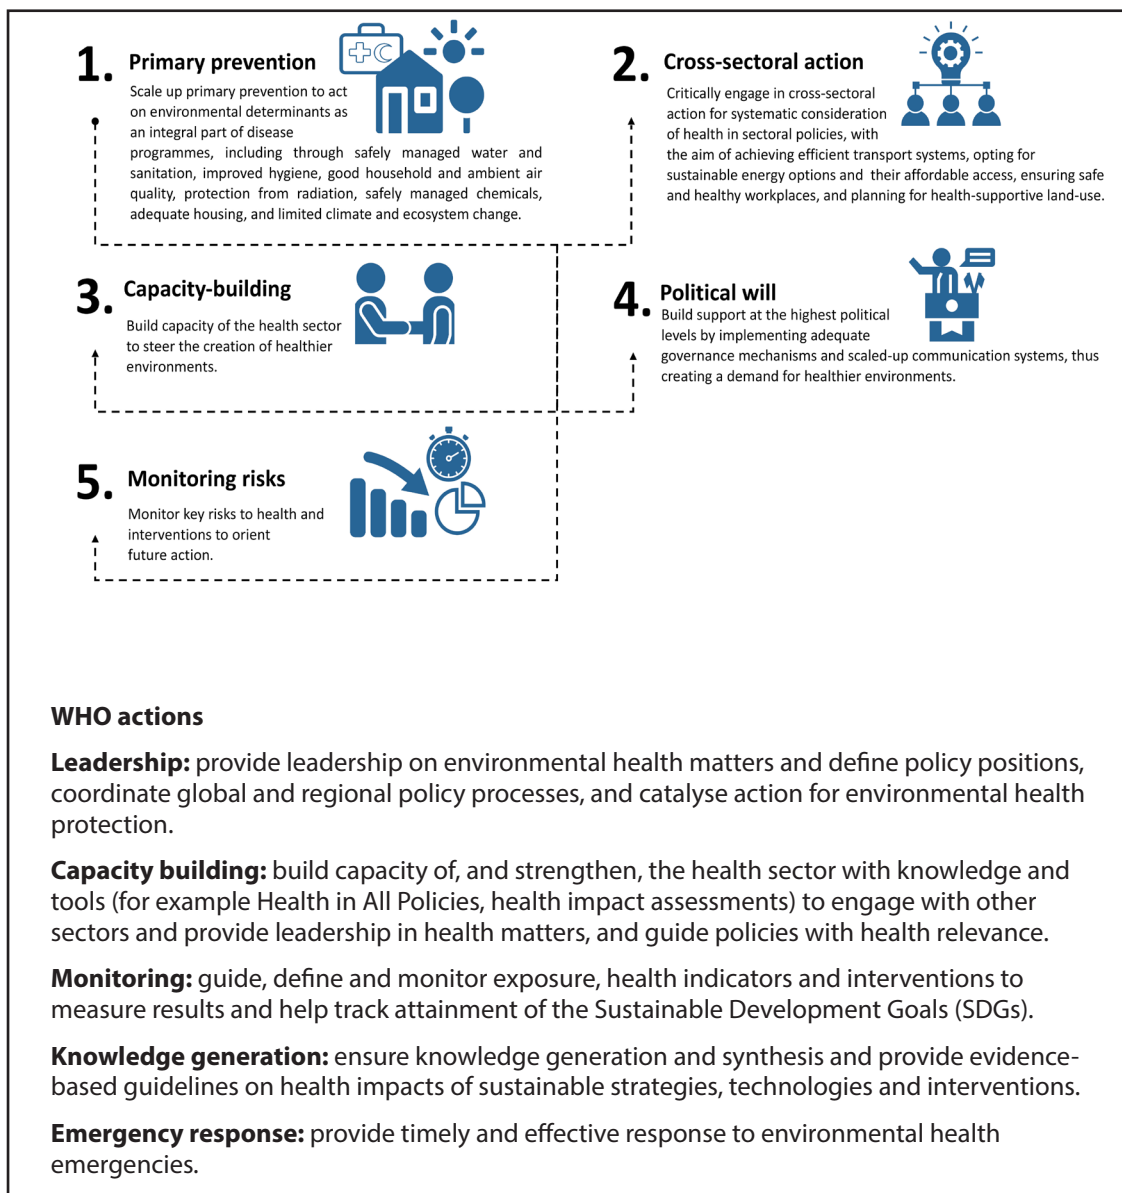 1. Primary prevention
Scale up primary prevention to act
on environmental determinants as
an integral part of disease
programmes, including through safely managed water and
sanitation, improved hygiene, good household and ambient air
quality, protection from radiation, safely managed chemicals,
adequate housing, and limited climate and ecosystem change.
2. Cross-sectoral action
Critically engage in cross-sectoral
action for systematic consideration
of health in sectoral policies, with
the aim of achieving efficient transport systems, opting for
sustainable energy options and their affordable access, ensuring safe
and healthy workplaces, and planning for health-supportive land-use.
3. Capacity-building
Build capacity of the health sector
to steer the creation of healthier
environments.
4. Political will
Build support at the highest political
levels by implementing adequate
governance mechanisms and scaled-up communication systems, thus
creating a demand for healthier environments.
5. Monitoring risks
Monitor key risks to health and
interventions to orient
future action.
WHO actions
Leadership: provide leadership on environmental health matters and define policy positions,
coordinate global and regional policy processes, and catalyse action for environmental health
protection.
Capacity building: build capacity of, and strengthen, the health sector with knowledge and
tools (for example Health in All Policies, health impact assessments) to engage with other
sectors and provide leadership in health matters, and guide policies with health relevance.
Monitoring: guide, define and monitor exposure, health indicators and interventions to
measure results and help track attainment of the Sustainable Development Goals (SDGs).
Knowledge generation: ensure knowledge generation and synthesis and provide evidence-
based guidelines on health impacts of sustainable strategies, technologies and interventions.
Emergency response: provide timely and effective response to environmental health
emergencies.